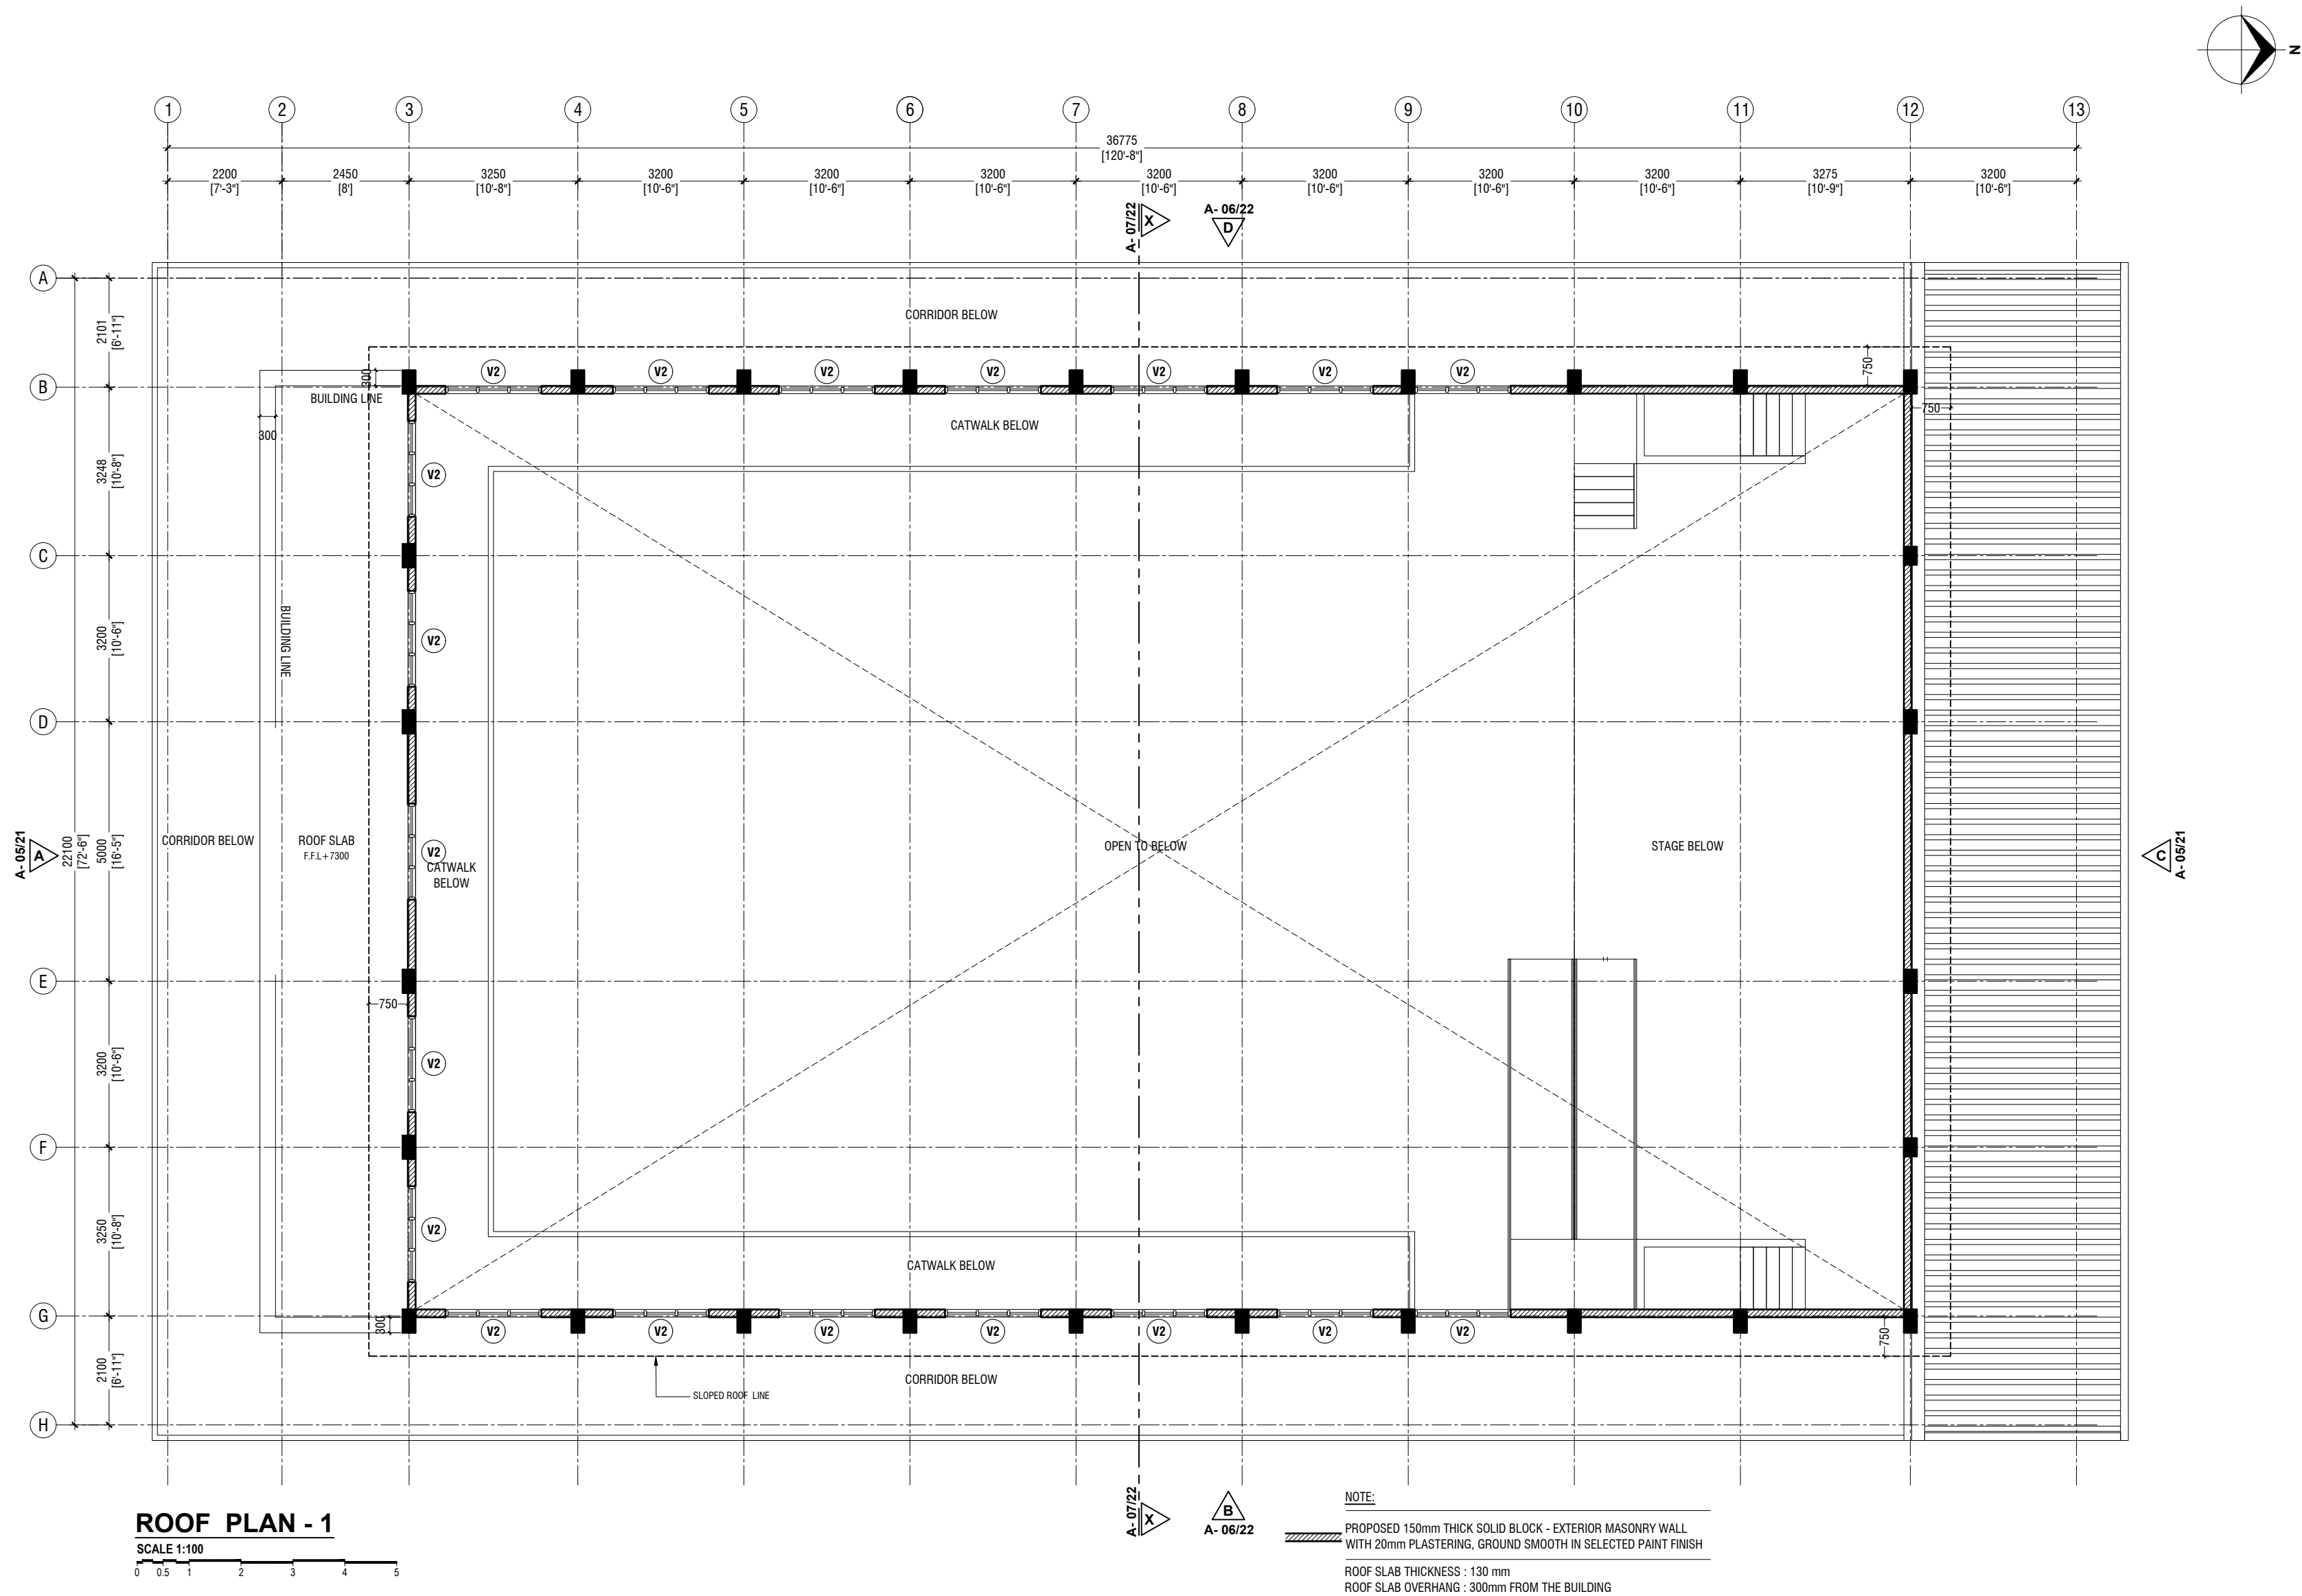 N
1 2 3 4 5 6 7 8 9 10 11 12 13
36775
[120'-8"]
2200 2450 3250 3200 3200 3200 3200 3200 3200 3200 3275 3200
[7'-3"] [8'] [10'-8"] [10'-6"] [10'-6"] [10'-6"] [10'-6"] [10'-6"] [10'-6"] [10'-6"] [10'-9"] [10'-6"]
A- 07/22
X
A- 06/22
D
A
2101
[6'-11"]
CORRIDOR BELOW
300
V2 V2 V2 V2 V2 V2 V2
750
B
BUILDING LINE
750
300
CATWALK BELOW
3248
[10'-8"]
V2
C
3200
[10'-6"]
BUILDING LINE
V2
D
A- 05/21
A
22100
[72'-6"]
5000
[16'-5"]
CORRIDOR BELOW
ROOF SLAB
F.F.L+7300
V2
CATWALK
BELOW
OPEN TO BELOW
STAGE BELOW
C
A- 05/21
E
750
3200
[10'-6"]
V2
F
3250
[10'-8"]
V2
CATWALK BELOW
G
300
V2 V2 V2 V2 V2 V2 V2
750
2100
[6'-11"]
CORRIDOR BELOW
SLOPED ROOF LINE
H
A- 07/22
X
B
A- 06/22
ROOF PLAN - 1
SCALE 1:100
0 0.5 1 2 3 4 5
NOTE:
PROPOSED 150mm THICK SOLID BLOCK - EXTERIOR MASONRY WALL
WITH 20mm PLASTERING, GROUND SMOOTH IN SELECTED PAINT FINISH
ROOF SLAB THICKNESS : 130 mm
ROOF SLAB OVERHANG : 300mm FROM THE BUILDING